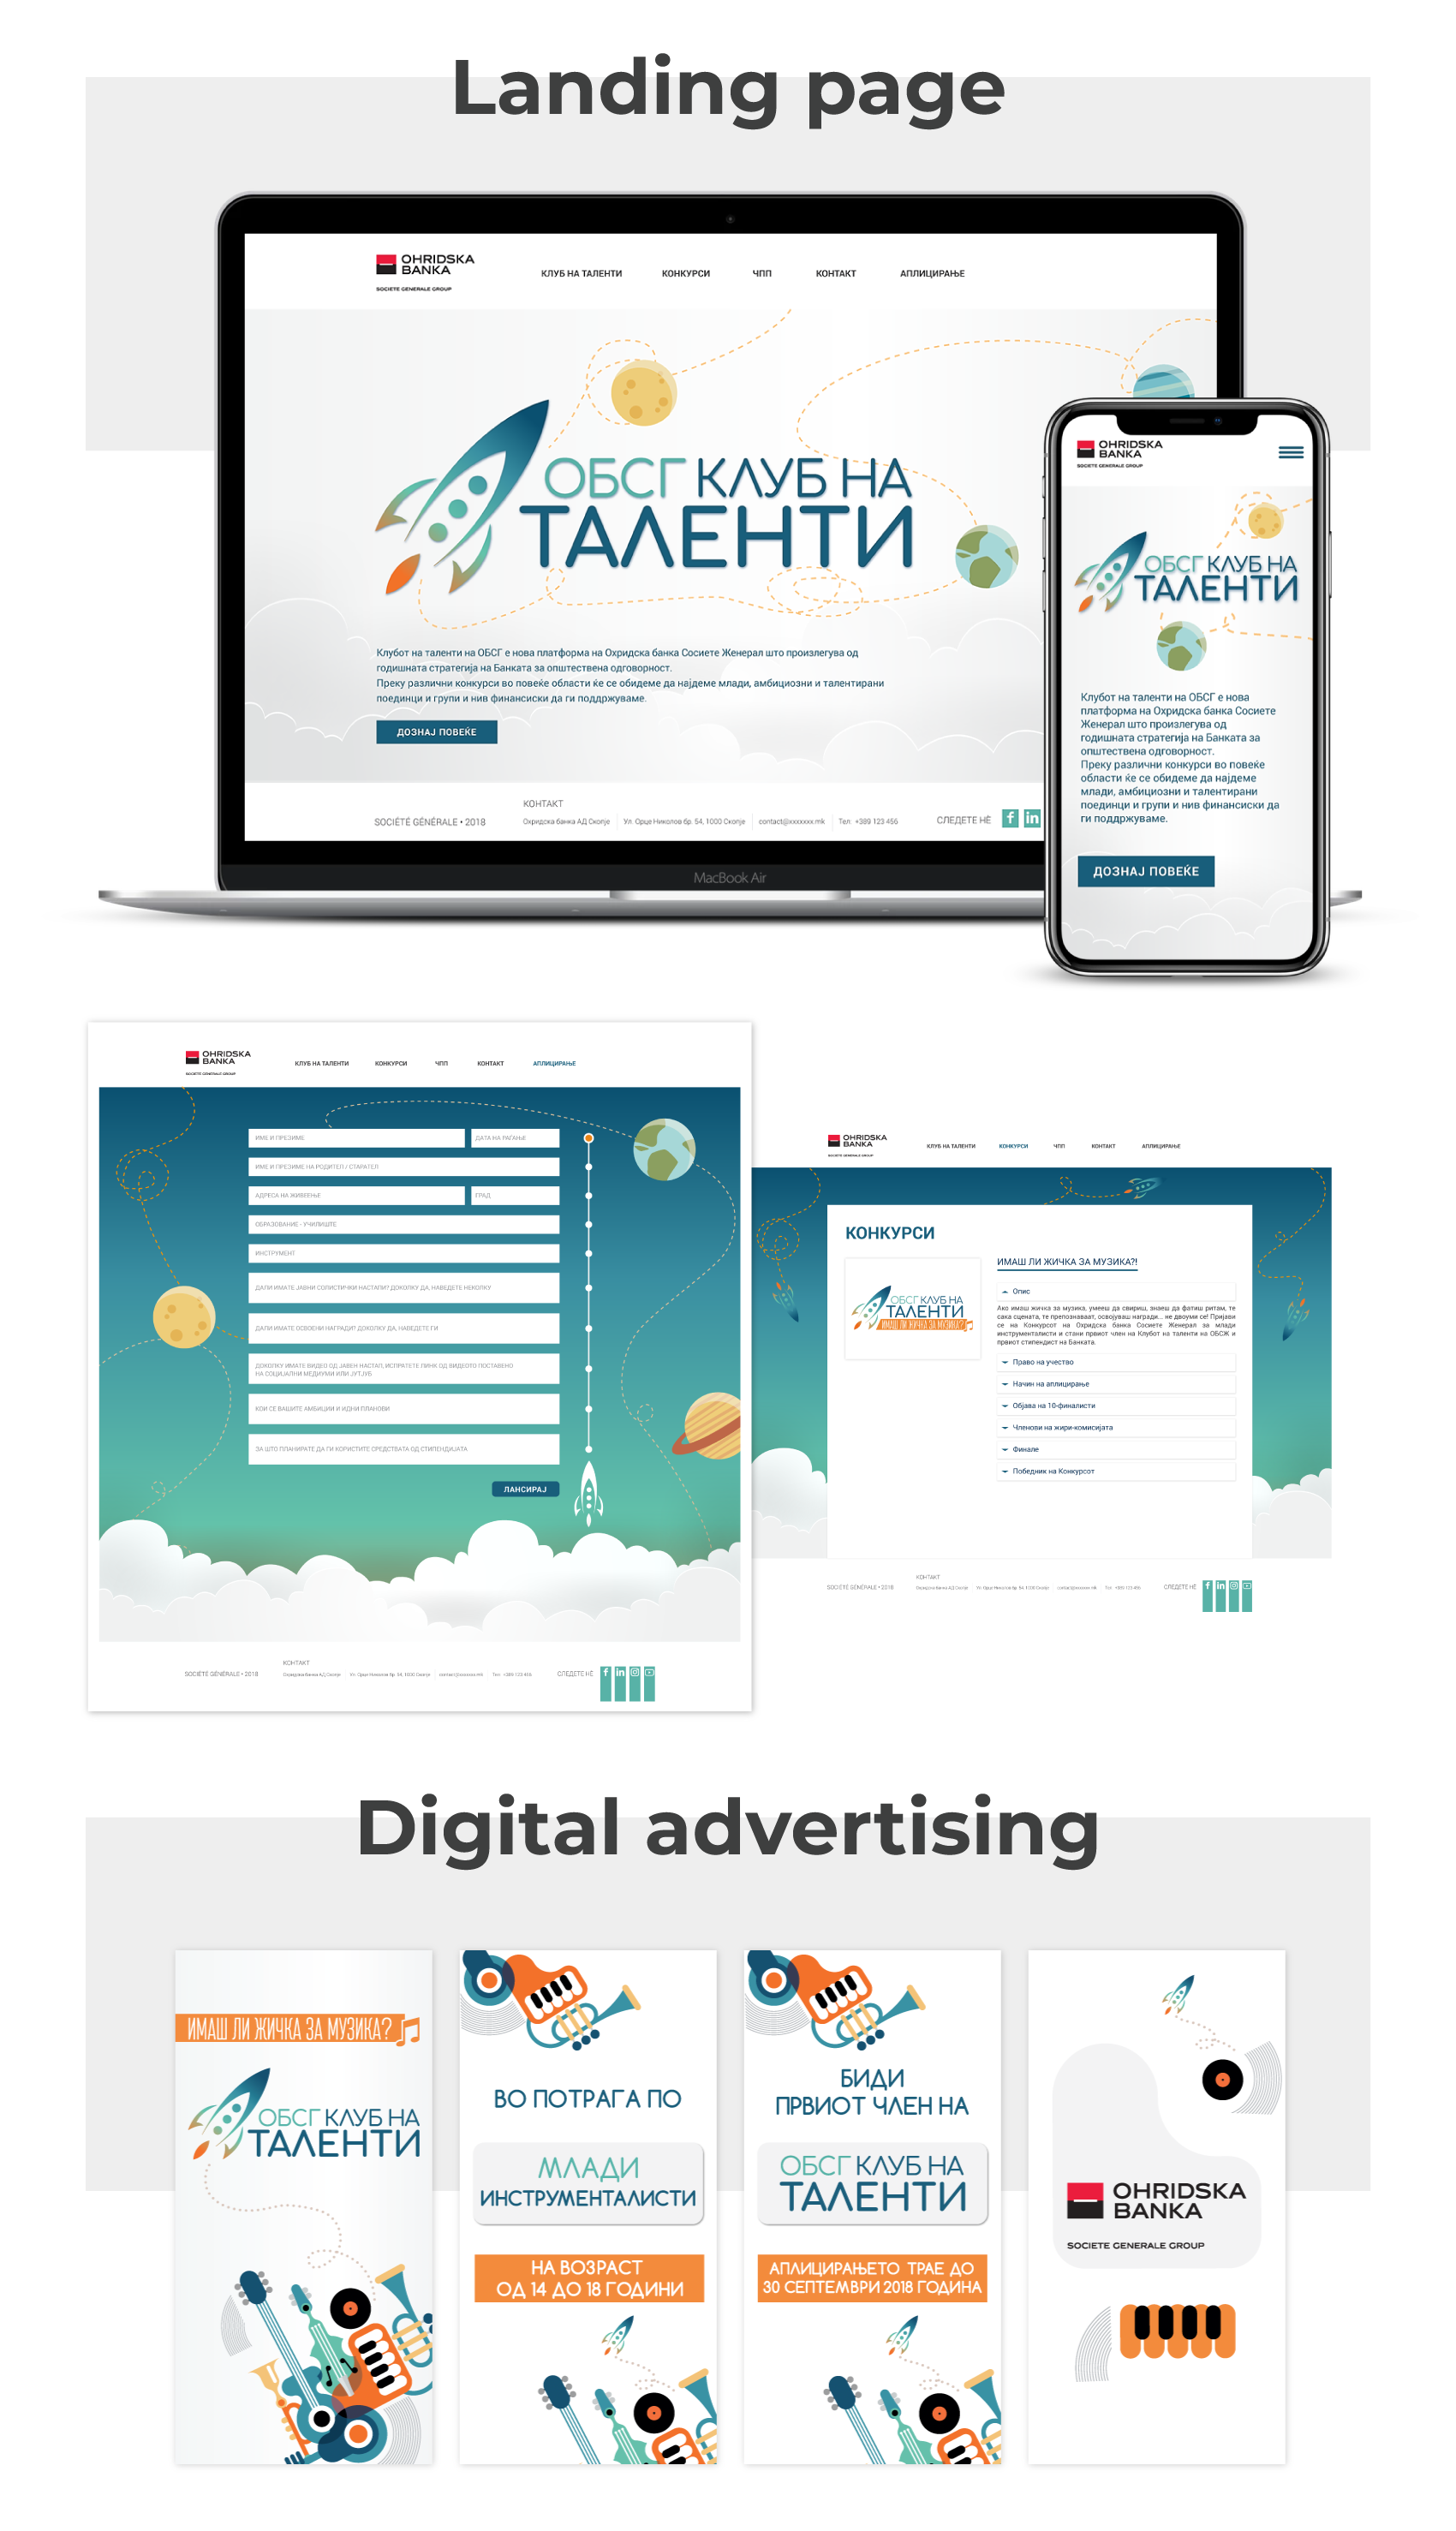 Landing page
OHRIDSKA
BANKA
SOCIETE GENERALE GROUP
КЛУБ НА ТАЛЕНТИ
КОНКУРСИ
ЧПП
КОНТАКТ
АПЛИЦИРАЊЕ
ОБСГ КЛУБ НА
ТАЛЕНТИ
Клубот на таленти на ОБСГ е нова платформа на Охридска банка Сосиете Женерал што произлегува од
годишната стратегија на Банката за општествена одговорност.
Преку различни конкурси во повеќе области ќе се обидеме да најдеме млади, амбициозни и талентирани
поединци и групи и нив финансиски да ги поддржуваме.
ДОЗНАЈ ПОВЕЌЕ
SOCIÉTÉ GÉNÉRALE • 2018
КОНТАКТ
Охридска банка АД Скопје
Ул. Орце Николов бр. 54, 1000 Скопје
contact@xxxxxxx.mk
Тел: +389 123 456
СЛЕДЕТЕ НÈ
f in
MacBook Air
OHRIDSKA
BANKA
SOCIETE GENERALE GROUP
ОБСГ КЛУБ НА
ТАЛЕНТИ
Клубот на таленти на ОБСГ е нова
платформа на Охридска банка Сосиете
Женерал што произлегува од
годишната стратегија на Банката за
општествена одговорност.
Преку различни конкурси во повеќе
области ќе се обидеме да најдеме
млади, амбициозни и талентирани
поединци и групи и нив финансиски да
ги поддржуваме.
ДОЗНАЈ ПОВЕЌЕ
OHRIDSKA
BANKA
SOCIETE GENERALE GROUP
КЛУБ НА ТАЛЕНТИ
КОНКУРСИ
ЧПП
КОНТАКТ
АПЛИЦИРАЊЕ
ИМЕ И ПРЕЗИМЕ
ДАТА НА РАЃАЊЕ
ИМЕ И ПРЕЗИМЕ НА РОДИТЕЛ / СТАРАТЕЛ
АДРЕСА НА ЖИВЕЕЊЕ
ГРАД
ОБРАЗОВАНИЕ - УЧИЛИШТЕ
ИНСТРУМЕНТ
ДАЛИ ИМАТЕ ЈАВНИ СОЛИСТИЧКИ НАСТАПИ? ДОКОЛКУ ДА, НАВЕДЕТЕ НЕКОЛКУ
ДАЛИ ИМАТЕ ОСВОЕНИ НАГРАДИ? ДОКОЛКУ ДА, НАВЕДЕТЕ ГИ
ДОКОЛКУ ИМАТЕ ВИДЕО ОД ЈАВЕН НАСТАП, ИСПРАТЕТЕ ЛИНК ОД ВИДЕОТО ПОСТАВЕНО
НА СОЦИЈАЛНИ МЕДИУМИ ИЛИ ЈУТЈУБ
КОИ СЕ ВАШИТЕ АМБИЦИИ И ИДНИ ПЛАНОВИ
ЗА ШТО ПЛАНИРАТЕ ДА ГИ КОРИСТИТЕ СРЕДСТВАТА ОД СТИПЕНДИЈАТА
ЛАНСИРАЈ
SOCIÉTÉ GÉNÉRALE • 2018
КОНТАКТ
Охридска банка АД Скопје
Ул. Орце Николов бр. 54, 1000 Скопје
contact@xxxxxxx.mk
Тел: +389 123 456
СЛЕДЕТЕ НÈ
f in
OHRIDSKA
BANKA
SOCIETE GENERALE GROUP
КЛУБ НА ТАЛЕНТИ
КОНКУРСИ
ЧПП
КОНТАКТ
АПЛИЦИРАЊЕ
КОНКУРСИ
ОБСГ КЛУБ НА
ТАЛЕНТИ
ИМАШ ЛИ ЖИЧКА ЗА МУЗИКА?
ИМАШ ЛИ ЖИЧКА ЗА МУЗИКА?!
Опис
Ако имаш жичка за музика, умееш да свириш, знаеш да фатиш ритам, те
сака сцената, те препознаваат, освојуваш награди... не двоуми се! Пријави
се на Конкурсот на Охридска банка Сосиете Женерал за млади
инструменталисти и стани првиот член на Клубот на таленти на ОБСЖ и
првиот стипендист на Банката.
Право на учество
Начин на аплицирање
Објава на 10-финалисти
Членови на жири-комисијата
Финале
Победник на Конкурсот
SOCIÉTÉ GÉNÉRALE • 2018
КОНТАКТ
Охридска банка АД Скопје
Ул. Орце Николов бр. 54, 1000 Скопје
contact@xxxxxxx.mk
Тел: +389 123 456
СЛЕДЕТЕ НÈ
f in
Digital advertising
ИМАШ ЛИ ЖИЧКА ЗА МУЗИКА?
ОБСГ КЛУБ НА
ТАЛЕНТИ
ВО ПОТРАГА ПО
МЛАДИ
ИНСТРУМЕНТАЛИСТИ
НА ВОЗРАСТ
ОД 14 ДО 18 ГОДИНИ
БИДИ
ПРВИОТ ЧЛЕН НА
ОБСГ КЛУБ НА
ТАЛЕНТИ
АПЛИЦИРАЊЕТО ТРАЕ ДО
30 СЕПТЕМВРИ 2018 ГОДИНА
OHRIDSKA
BANKA
SOCIETE GENERALE GROUP